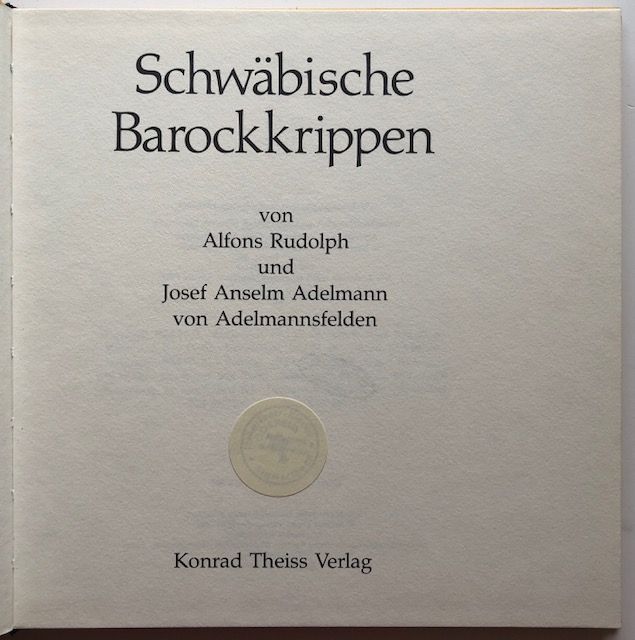 Schwäbische
Barockkrippen
von
Alfons Rudolph
und
Josef Anselm Adelmann
von Adelmannsfelden
Konrad Theiss Verlag